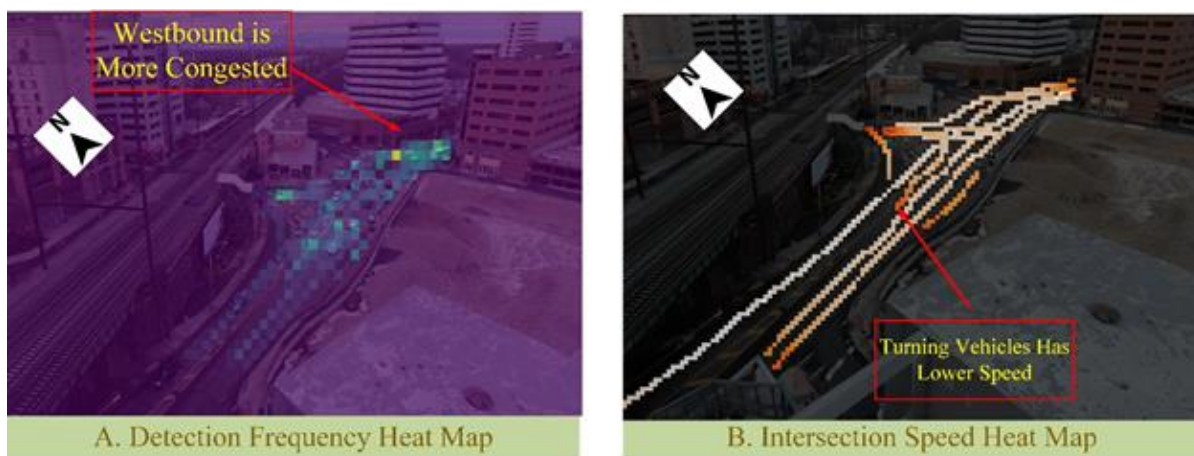 Westbound is
More Congested
N
A. Detection Frequency Heat Map
N
Turning Vehicles Has
Lower Speed
B. Intersection Speed Heat Map